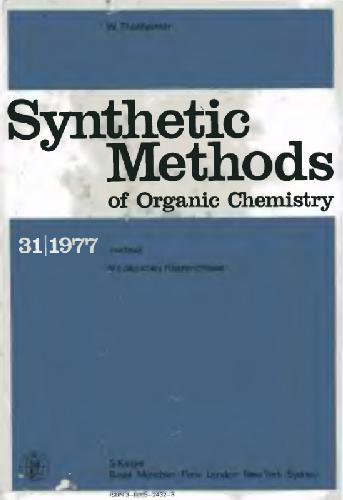 W. Theilheimer
Synthetic
Methods
of Organic Chemistry
31|1977
S. Karger
Basel · München · Paris · London · New York · Sydney